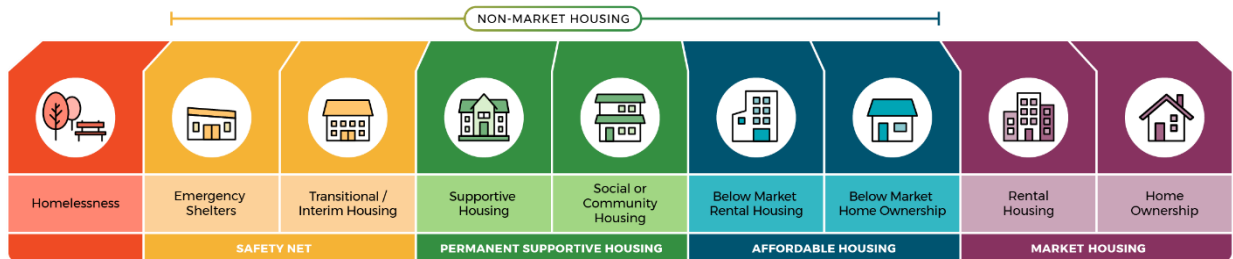 NON-MARKET HOUSING
Homelessness
Emergency
Shelters
Transitional /
Interim Housing
Supportive
Housing
Social or
Community
Housing
Below Market
Rental Housing
Below Market
Home Ownership
Rental
Housing
Home
Ownership
SAFETY NET
PERMANENT SUPPORTIVE HOUSING
AFFORDABLE HOUSING
MARKET HOUSING